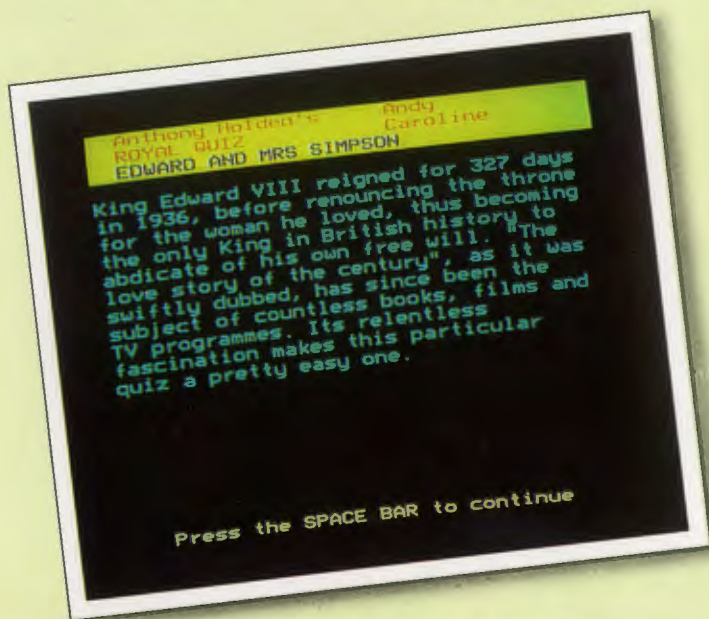 Anthony Holden's Andy
ROYAL QUIZ Caroline
EDWARD AND MRS SIMPSON
King Edward VIII reigned for 327 days
in 1936, before renouncing the throne
for the woman he loved, thus becoming
the only King in British history to
abdicate of his own free will. "The
love story of the century", as it was
swiftly dubbed, has since been the
subject of countless books, films and
TV programmes. Its relentless
fascination makes this particular
quiz a pretty easy one.
Press the SPACE BAR to continue